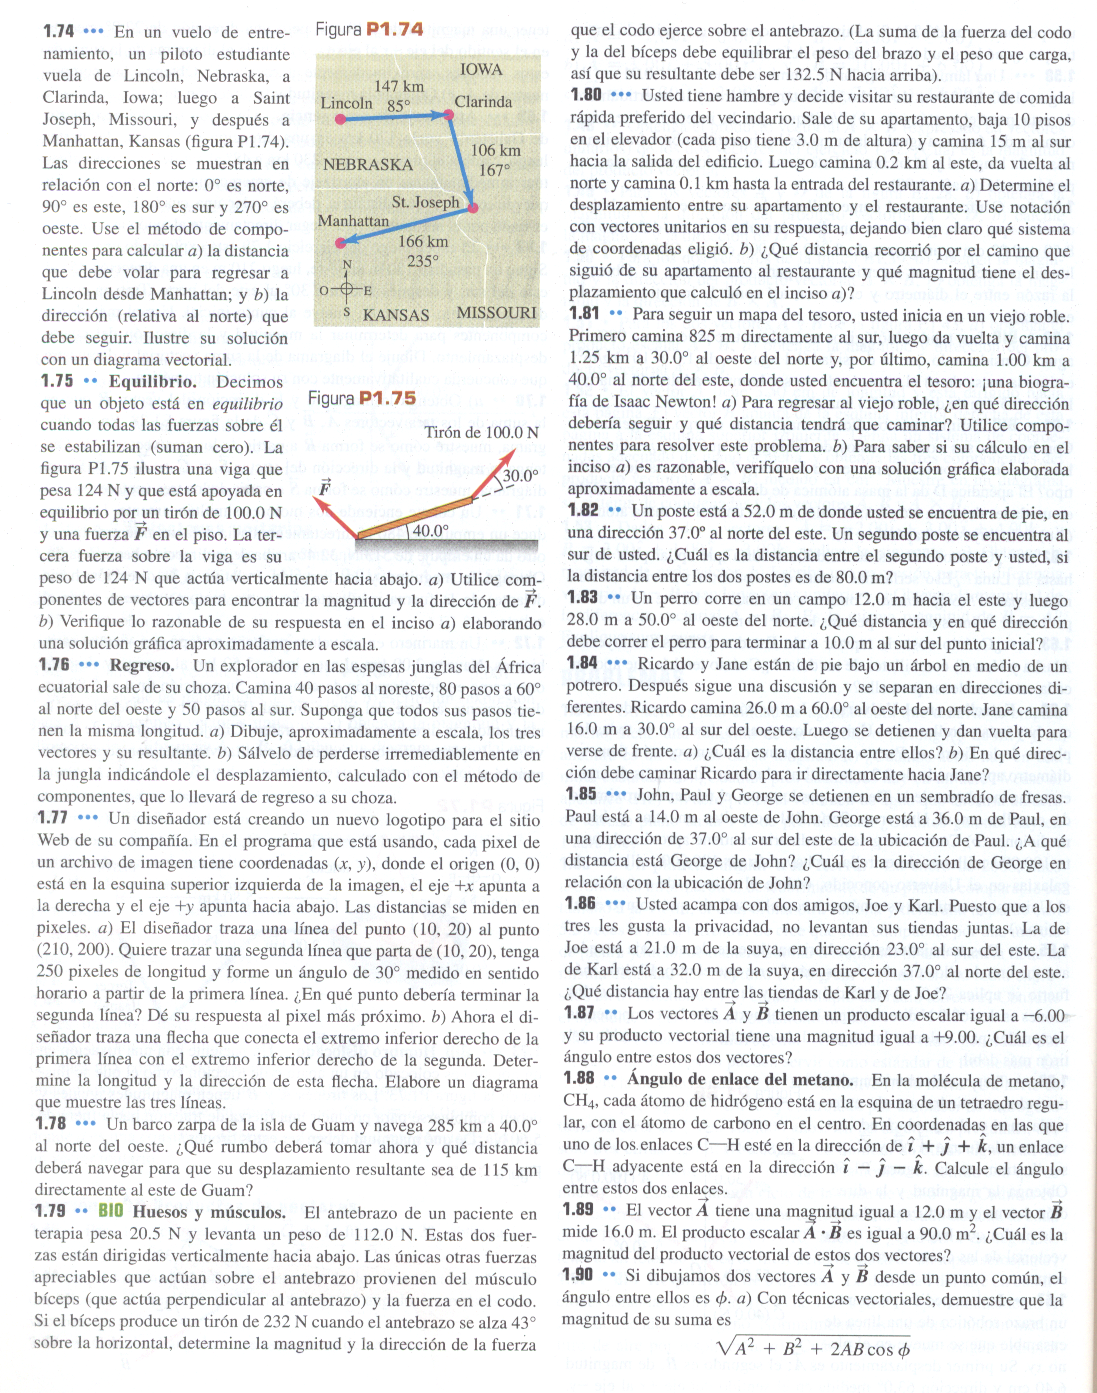 1.74 ••• En un vuelo de entre-
namiento, un piloto estudiante
vuela de Lincoln, Nebraska, a
Clarinda, Iowa; luego a Saint
Joseph, Missouri, y después a
Manhattan, Kansas (figura P1.74).
Las direcciones se muestran en
relación con el norte: 0° es norte,
90° es este, 180° es sur y 270° es
oeste. Use el método de compo-
nentes para calcular a) la distancia
que debe volar para regresar a
Lincoln desde Manhattan; y b) la
dirección (relativa al norte) que
debe seguir. Ilustre su solución
con un diagrama vectorial.
Figura P1.74
IOWA
147 km
Lincoln 85° Clarinda
106 km
NEBRASKA 167°
St. Joseph
Manhattan
166 km
235°
N
O E
S KANSAS MISSOURI
1.75 •• Equilibrio. Decimos
que un objeto está en equilibrio
cuando todas las fuerzas sobre él
se estabilizan (suman cero). La
figura P1.75 ilustra una viga que
pesa 124 N y que está apoyada en
equilibrio por un tirón de 100.0 N
y una fuerza F⃗ en el piso. La ter-
cera fuerza sobre la viga es su
peso de 124 N que actúa verticalmente hacia abajo. a) Utilice com-
ponentes de vectores para encontrar la magnitud y la dirección de F⃗.
b) Verifique lo razonable de su respuesta en el inciso a) elaborando
una solución gráfica aproximadamente a escala.
Figura P1.75
Tirón de 100.0 N
30.0
F⃗
40.0°
1.76 ••• Regreso. Un explorador en las espesas junglas del África
ecuatorial sale de su choza. Camina 40 pasos al noreste, 80 pasos a 60°
al norte del oeste y 50 pasos al sur. Suponga que todos sus pasos tie-
nen la misma longitud. a) Dibuje, aproximadamente a escala, los tres
vectores y su resultante. b) Sálvelo de perderse irremediablemente en
la jungla indicándole el desplazamiento, calculado con el método de
componentes, que lo llevará de regreso a su choza.
1.77 ••• Un diseñador está creando un nuevo logotipo para el sitio
Web de su compañía. En el programa que está usando, cada pixel de
un archivo de imagen tiene coordenadas (x, y), donde el origen (0, 0)
está en la esquina superior izquierda de la imagen, el eje +x apunta a
la derecha y el eje +y apunta hacia abajo. Las distancias se miden en
pixeles. a) El diseñador traza una línea del punto (10, 20) al punto
(210, 200). Quiere trazar una segunda línea que parta de (10, 20), tenga
250 pixeles de longitud y forme un ángulo de 30° medido en sentido
horario a partir de la primera línea. ¿En qué punto debería terminar la
segunda línea? Dé su respuesta al pixel más próximo. b) Ahora el di-
señador traza una flecha que conecta el extremo inferior derecho de la
primera línea con el extremo inferior derecho de la segunda. Deter-
mine la longitud y la dirección de esta flecha. Elabore un diagrama
que muestre las tres líneas.
1.78 ••• Un barco zarpa de la isla de Guam y navega 285 km a 40.0°
al norte del oeste. ¿Qué rumbo deberá tomar ahora y qué distancia
deberá navegar para que su desplazamiento resultante sea de 115 km
directamente al este de Guam?
1.79 •• BIO Huesos y músculos. El antebrazo de un paciente en
terapia pesa 20.5 N y levanta un peso de 112.0 N. Estas dos fuer-
zas están dirigidas verticalmente hacia abajo. Las únicas otras fuerzas
apreciables que actúan sobre el antebrazo provienen del músculo
bíceps (que actúa perpendicular al antebrazo) y la fuerza en el codo.
Si el bíceps produce un tirón de 232 N cuando el antebrazo se alza 43°
sobre la horizontal, determine la magnitud y la dirección de la fuerza
que el codo ejerce sobre el antebrazo. (La suma de la fuerza del codo
y la del bíceps debe equilibrar el peso del brazo y el peso que carga,
así que su resultante debe ser 132.5 N hacia arriba).
1.80 ••• Usted tiene hambre y decide visitar su restaurante de comida
rápida preferido del vecindario. Sale de su apartamento, baja 10 pisos
en el elevador (cada piso tiene 3.0 m de altura) y camina 15 m al sur
hacia la salida del edificio. Luego camina 0.2 km al este, da vuelta al
norte y camina 0.1 km hasta la entrada del restaurante. a) Determine el
desplazamiento entre su apartamento y el restaurante. Use notación
con vectores unitarios en su respuesta, dejando bien claro qué sistema
de coordenadas eligió. b) ¿Qué distancia recorrió por el camino que
siguió de su apartamento al restaurante y qué magnitud tiene el des-
plazamiento que calculó en el inciso a)?
1.81 •• Para seguir un mapa del tesoro, usted inicia en un viejo roble.
Primero camina 825 m directamente al sur, luego da vuelta y camina
1.25 km a 30.0° al oeste del norte y, por último, camina 1.00 km a
40.0° al norte del este, donde usted encuentra el tesoro: ¡una biogra-
fía de Isaac Newton! a) Para regresar al viejo roble, ¿en qué dirección
debería seguir y qué distancia tendrá que caminar? Utilice compo-
nentes para resolver este problema. b) Para saber si su cálculo en el
inciso a) es razonable, verifíquelo con una solución gráfica elaborada
aproximadamente a escala.
1.82 •• Un poste está a 52.0 m de donde usted se encuentra de pie, en
una dirección 37.0° al norte del este. Un segundo poste se encuentra al
sur de usted. ¿Cuál es la distancia entre el segundo poste y usted, si
la distancia entre los dos postes es de 80.0 m?
1.83 •• Un perro corre en un campo 12.0 m hacia el este y luego
28.0 m a 50.0° al oeste del norte. ¿Qué distancia y en qué dirección
debe correr el perro para terminar a 10.0 m al sur del punto inicial?
1.84 ••• Ricardo y Jane están de pie bajo un árbol en medio de un
potrero. Después sigue una discusión y se separan en direcciones di-
ferentes. Ricardo camina 26.0 m a 60.0° al oeste del norte. Jane camina
16.0 m a 30.0° al sur del oeste. Luego se detienen y dan vuelta para
verse de frente. a) ¿Cuál es la distancia entre ellos? b) En qué direc-
ción debe caminar Ricardo para ir directamente hacia Jane?
1.85 ••• John, Paul y George se detienen en un sembradío de fresas.
Paul está a 14.0 m al oeste de John. George está a 36.0 m de Paul, en
una dirección de 37.0° al sur del este de la ubicación de Paul. ¿A qué
distancia está George de John? ¿Cuál es la dirección de George en
relación con la ubicación de John?
1.86 ••• Usted acampa con dos amigos, Joe y Karl. Puesto que a los
tres les gusta la privacidad, no levantan sus tiendas juntas. La de
Joe está a 21.0 m de la suya, en dirección 23.0° al sur del este. La
de Karl está a 32.0 m de la suya, en dirección 37.0° al norte del este.
¿Qué distancia hay entre las tiendas de Karl y de Joe?
1.87 •• Los vectores A⃗ y B⃗ tienen un producto escalar igual a −6.00
y su producto vectorial tiene una magnitud igual a +9.00. ¿Cuál es el
ángulo entre estos dos vectores?
1.88 •• Ángulo de enlace del metano. En la molécula de metano,
CH₄, cada átomo de hidrógeno está en la esquina de un tetraedro regu-
lar, con el átomo de carbono en el centro. En coordenadas en las que
uno de los enlaces C—H esté en la dirección de î + ĵ + k̂, un enlace
C—H adyacente está en la dirección î − ĵ − k̂. Calcule el ángulo
entre estos dos enlaces.
1.89 •• El vector A⃗ tiene una magnitud igual a 12.0 m y el vector B⃗
mide 16.0 m. El producto escalar A⃗ · B⃗ es igual a 90.0 m². ¿Cuál es la
magnitud del producto vectorial de estos dos vectores?
1.90 •• Si dibujamos dos vectores A⃗ y B⃗ desde un punto común, el
ángulo entre ellos es ϕ. a) Con técnicas vectoriales, demuestre que la
magnitud de su suma es
√(A² + B² + 2AB cos ϕ)